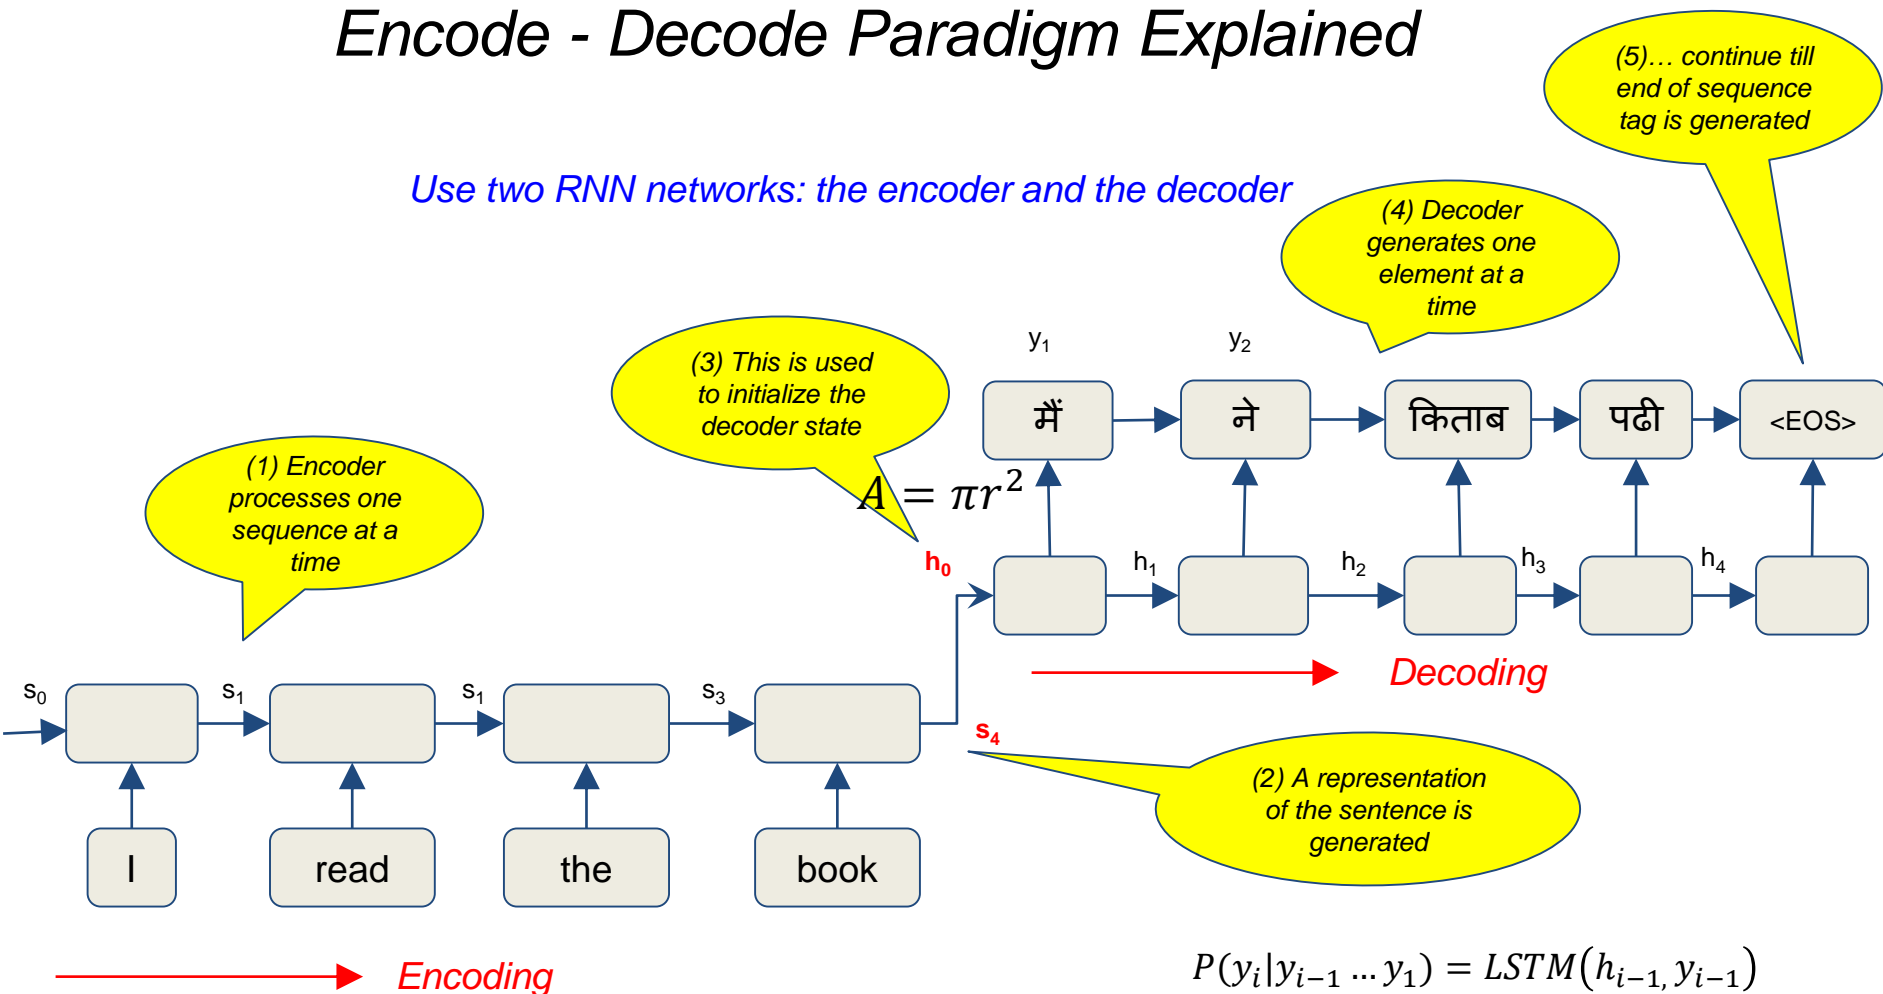 Encode - Decode Paradigm Explained
(5)... continue till
end of sequence
tag is generated
Use two RNN networks: the encoder and the decoder
(4) Decoder
generates one
element at a
time
(3) This is used
to initialize the
decoder state
y₁
y₂
मैं
ने
किताब
पढी
<EOS>
(1) Encoder
processes one
sequence at a
time
A = πr²
h₀
h₁
h₂
h₃
h₄
Decoding
s₀
s₁
s₁
s₃
s₄
(2) A representation
of the sentence is
generated
I
read
the
book
Encoding
P(yᵢ|yᵢ₋₁ … y₁) = LSTM(hᵢ₋₁, yᵢ₋₁)